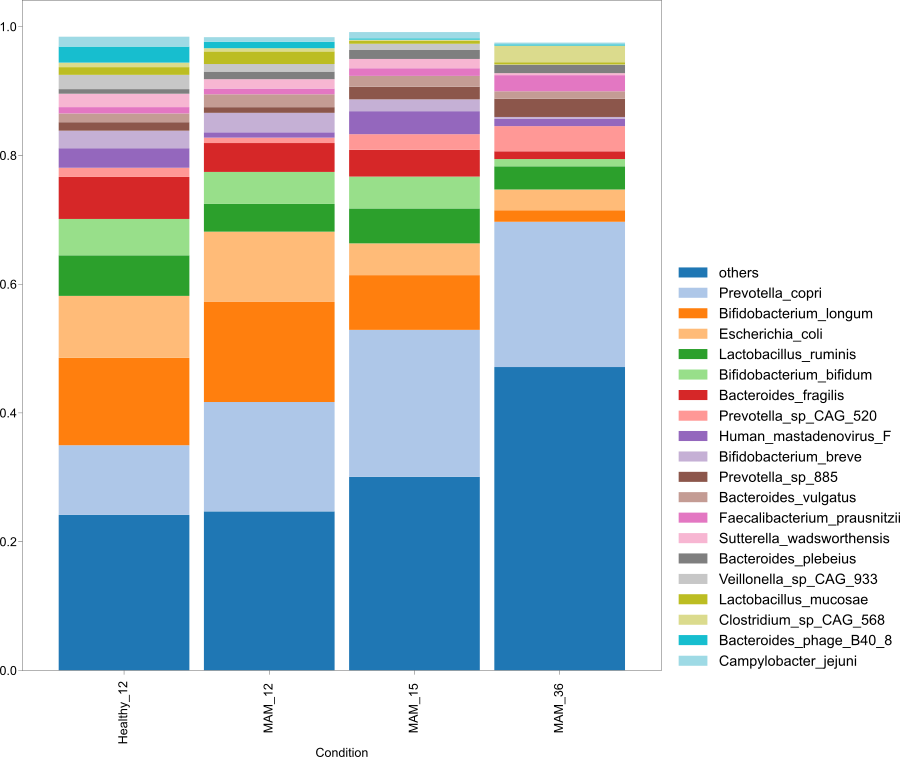 1.0
0.8
0.6
0.4
0.2
0.0
Healthy_12
MAM_12
MAM_15
MAM_36
Condition
others
Prevotella_copri
Bifidobacterium_longum
Escherichia_coli
Lactobacillus_ruminis
Bifidobacterium_bifidum
Bacteroides_fragilis
Prevotella_sp_CAG_520
Human_mastadenovirus_F
Bifidobacterium_breve
Prevotella_sp_885
Bacteroides_vulgatus
Faecalibacterium_prausnitzii
Sutterella_wadsworthensis
Bacteroides_plebeius
Veillonella_sp_CAG_933
Lactobacillus_mucosae
Clostridium_sp_CAG_568
Bacteroides_phage_B40_8
Campylobacter_jejuni